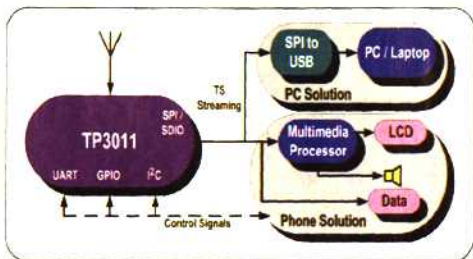 SPI to
USB
PC / Laptop
PC Solution
TS
Streaming
SPI /
SDIO
TP3011
UART GPIO I²C
Control Signals
Multimedia
Processor
LCD
Data
Phone Solution